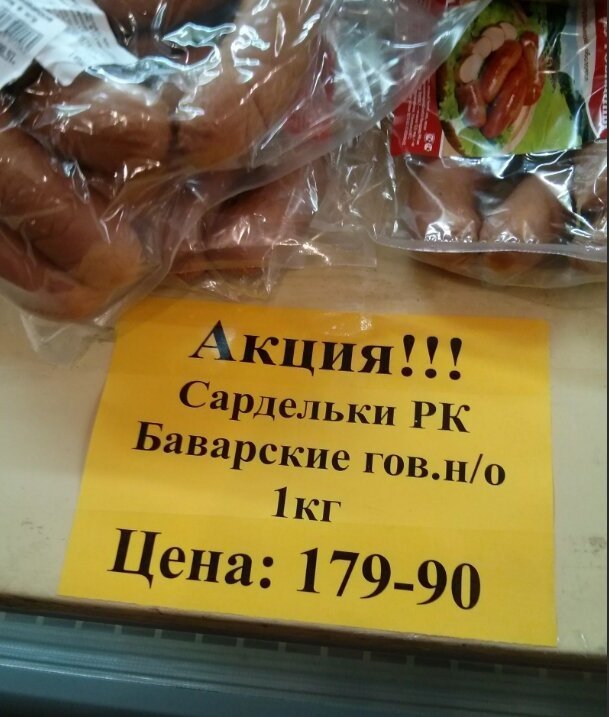 Акция!!!
Сардельки РК
Баварские гов.н/о
1кг
Цена: 179-90